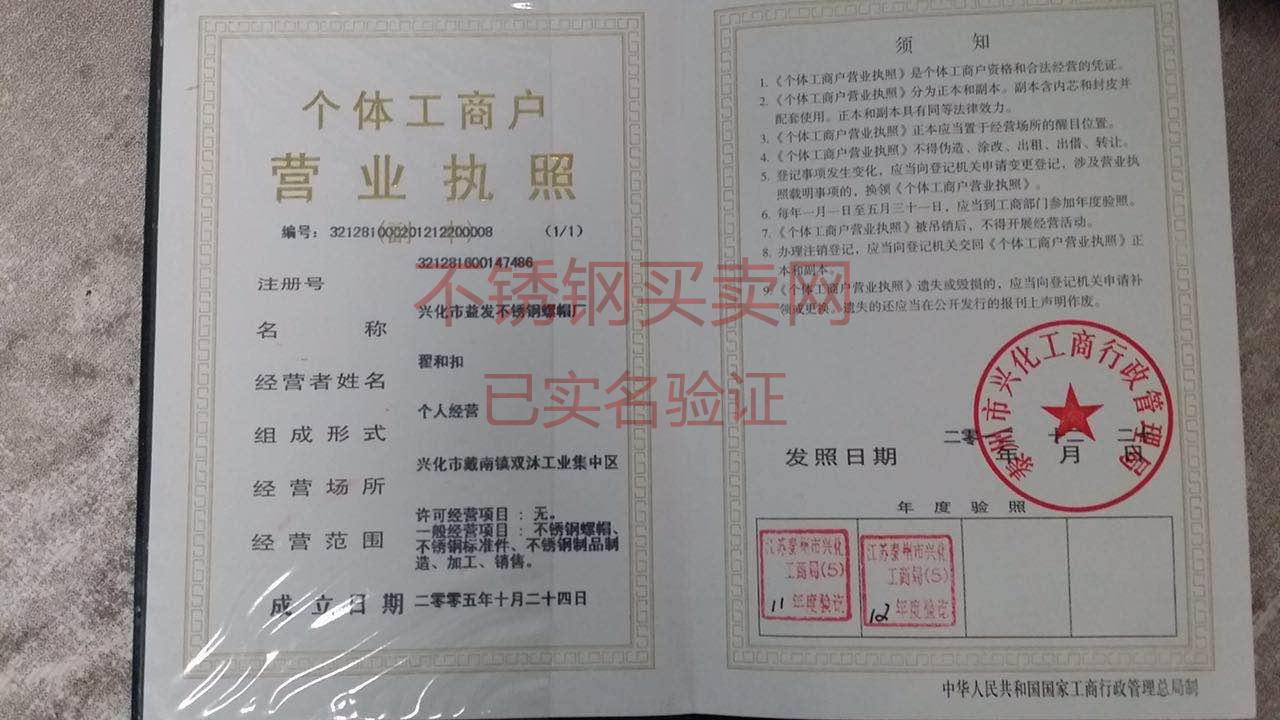 个体工商户
营业执照
（副 本）
编号： 321281000201212200008 （1/1）
注册号 321281600147486
名称 兴化市益发不锈钢螺帽厂
经营者姓名 翟和扣
组成形式 个人经营
经营场所 兴化市戴南镇双沐工业集中区
经营范围 许可经营项目 ：无。
一般经营项目 ：不锈钢螺帽、
不锈钢标准件、不锈钢制品制
造、加工、销售。
成立日期 二零零五年十月二十四日
不锈钢买卖网
已实名验证
须 知
1.《个体工商户营业执照》是个体工商户资格和合法经营的凭证。
2.《个体工商户营业执照》分为正本和副本。副本含内芯和封皮并
配套使用。正本和副本具有同等法律效力。
3.《个体工商户营业执照》正本应当置于经营场所的醒目位置。
4.《个体工商户营业执照》不得伪造、涂改、出租、出借、转让。
5. 登记事项发生变化，应当向登记机关申请变更登记，涉及营业执
照载明事项的，换领《个体工商户营业执照》。
6. 每年一月一日至五月三十一日，应当到工商部门参加年度验照。
7.《个体工商户营业执照》被吊销后，不得开展经营活动。
8. 办理注销登记，应当向登记机关交回《个体工商户营业执照》正
本和副本。
9.《个体工商户营业执照》遗失或毁损的，应当向登记机关申请补
领或更换。遗失的还应当在公开发行的报刊上声明作废。
泰州市兴化工商行政管理局
发照日期 年 月 日
年度验照
江苏泰州市兴化
工商局(5)
11 年度验讫
江苏泰州市兴化
工商局(5)
12 年度验讫
中华人民共和国国家工商行政管理总局制